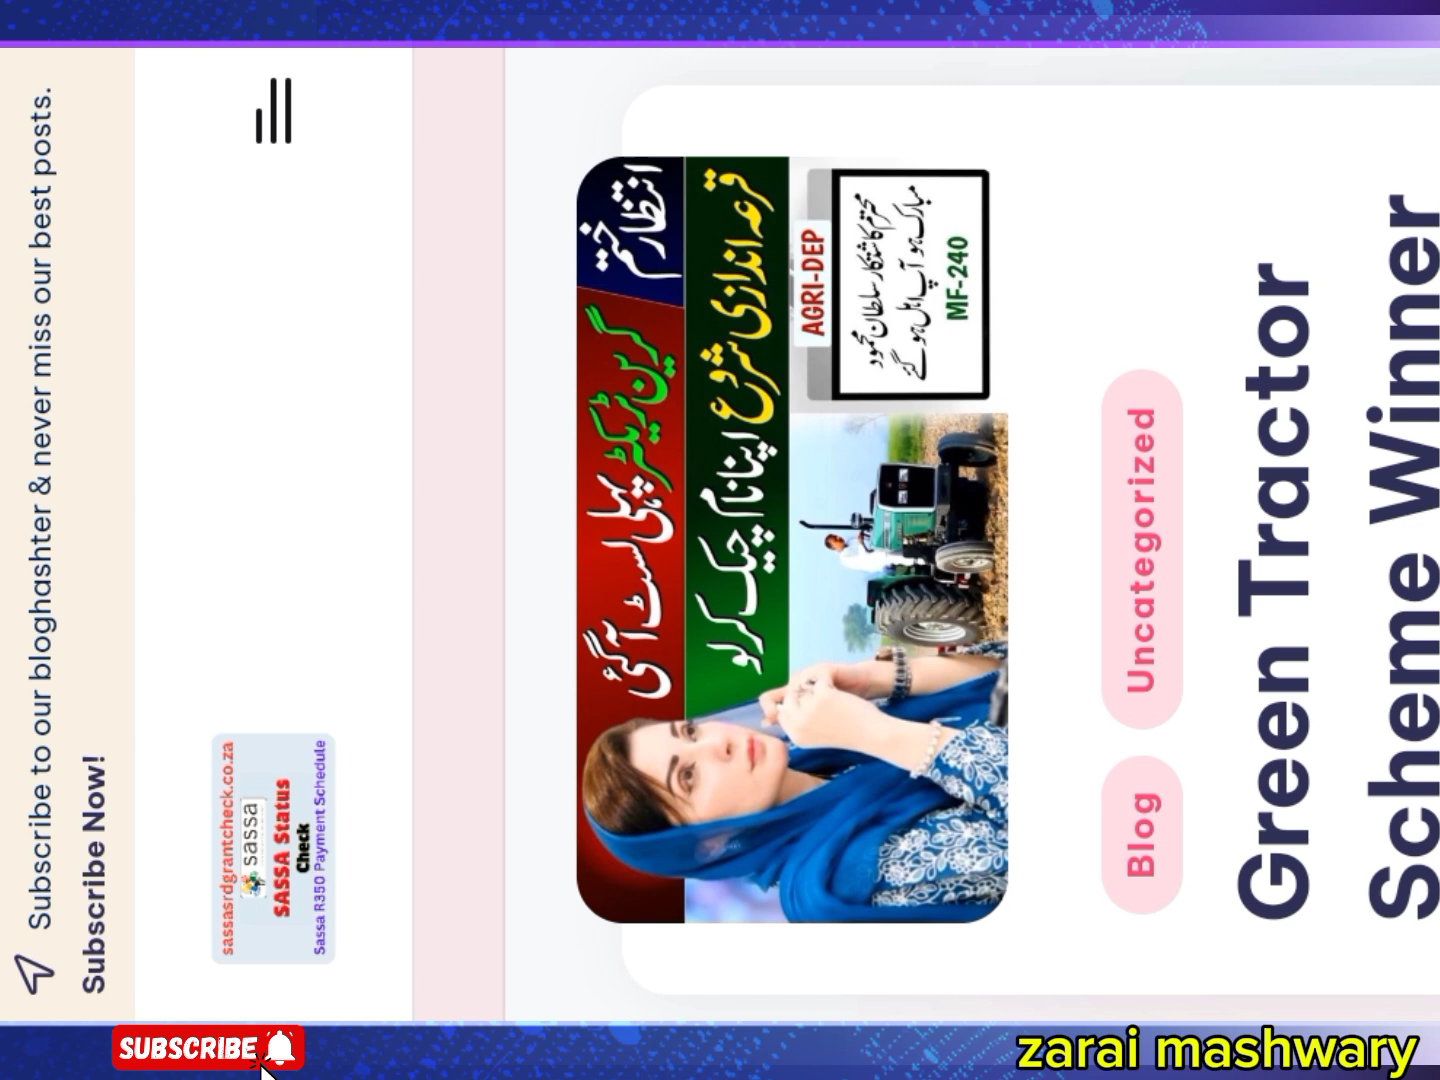 Subscribe to our bloghashter & never miss our best posts.
Subscribe Now!
sassasrdgrantcheck.co.za
sassa
SASSA Status
Check
Sassa R350 Payment Schedule
انتظار ختم
گرین ٹریکٹر پہلی لسٹ آ گئی
قرعہ اندازی شروع اپنا نام چیک کر لو
AGRI-DEP
محترم کاشتکار سلطان محمود
مبارک ہو آپ اہل ہو گئے
MF-240
Blog
Uncategorized
Green Tractor
Scheme Winner
SUBSCRIBE
zarai mashwary